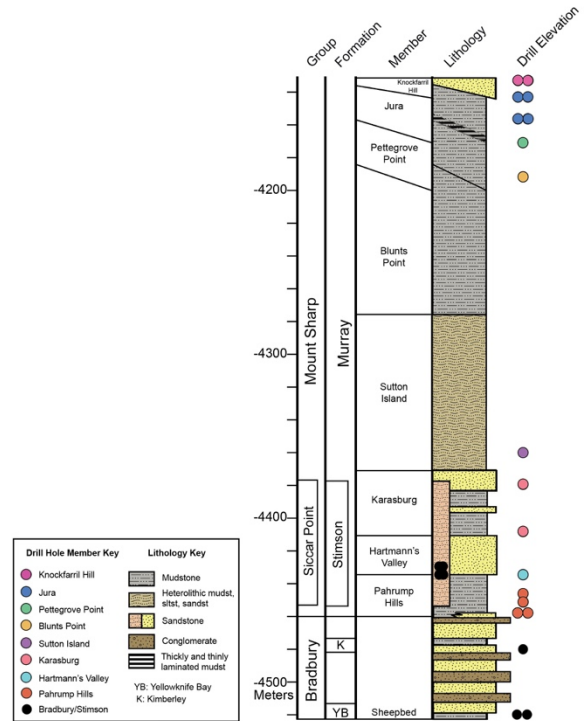 Group
Formation
Member
Lithology
Drill Elevation
Knockfarril
Hill
Jura
Pettegrove
Point
-4200
Blunts
Point
Mount Sharp
Murray
-4300
Sutton
Island
Karasburg
-4400
Siccar Point
Stimson
Hartmann's
Valley
Pahrump
Hills
Bradbury
K
-4500
Meters
YB
Sheepbed
Drill Hole Member Key
Knockfarril Hill
Jura
Pettegrove Point
Blunts Point
Sutton Island
Karasburg
Hartmann's Valley
Pahrump Hills
Bradbury/Stimson
Lithology Key
Mudstone
Heterolithic mudst,
siltst, sandst
Sandstone
Conglomerate
Thickly and thinly
laminated mudst
YB: Yellowknife Bay
K: Kimberley